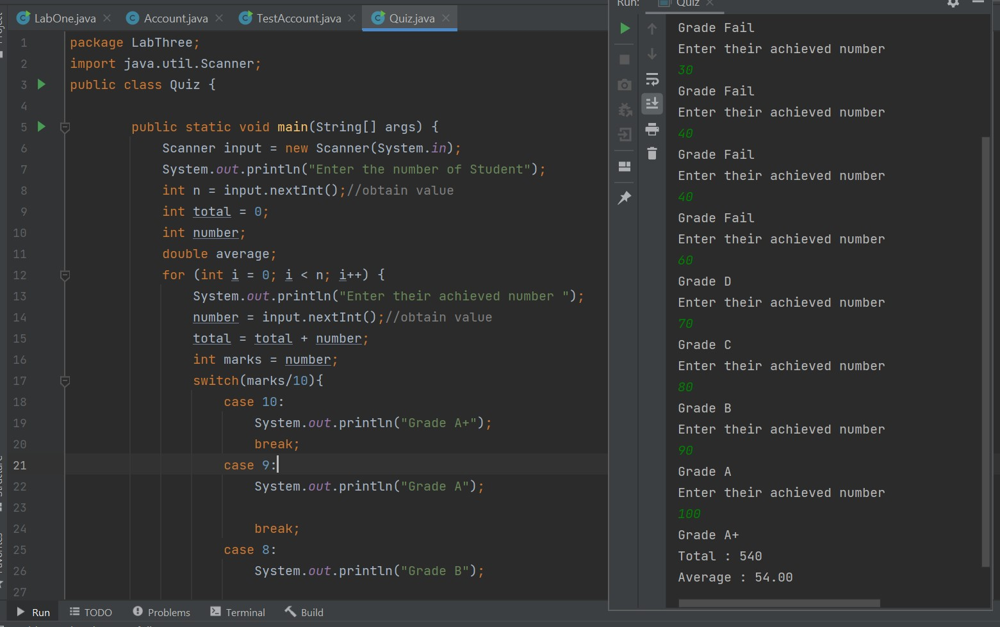 LabOne.java
Account.java
TestAccount.java
Quiz.java
1 package LabThree;
2 import java.util.Scanner;
3 public class Quiz {
4
5 public static void main(String[] args) {
6 Scanner input = new Scanner(System.in);
7 System.out.println("Enter the number of Student");
8 int n = input.nextInt();//obtain value
9 int total = 0;
10 int number;
11 double average;
12 for (int i = 0; i < n; i++) {
13 System.out.println("Enter their achieved number ");
14 number = input.nextInt();//obtain value
15 total = total + number;
16 int marks = number;
17 switch(marks/10){
18 case 10:
19 System.out.println("Grade A+");
20 break;
21 case 9:
22 System.out.println("Grade A");
23
24 break;
25 case 8:
26 System.out.println("Grade B");
27
Run: Quiz
Grade Fail
Enter their achieved number
30
Grade Fail
Enter their achieved number
40
Grade Fail
Enter their achieved number
40
Grade Fail
Enter their achieved number
60
Grade D
Enter their achieved number
70
Grade C
Enter their achieved number
80
Grade B
Enter their achieved number
90
Grade A
Enter their achieved number
100
Grade A+
Total : 540
Average : 54.00
Run
TODO
Problems
Terminal
Build